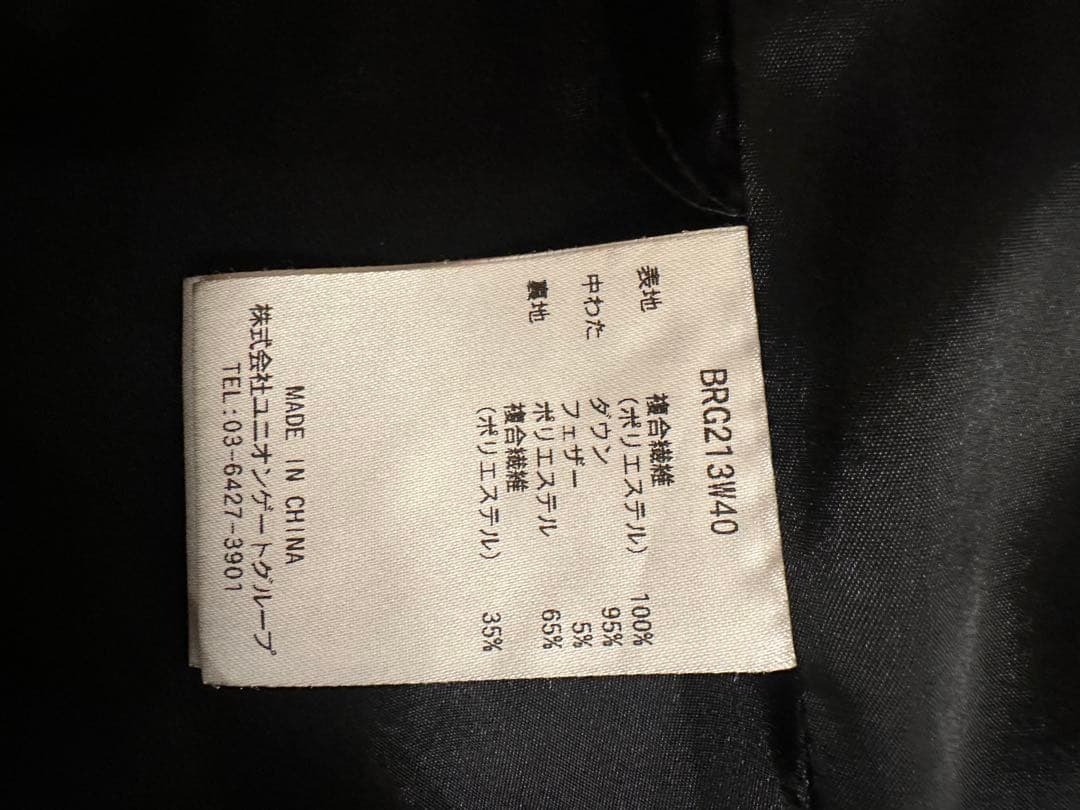 BRG213W40
表地 複合繊維
(ポリエステル) 100%
中わた ダウン 95%
フェザー 5%
裏地 ポリエステル 65%
複合繊維
(ポリエステル) 35%
MADE IN CHINA
株式会社ユニオンゲートグループ
TEL:03-6427-3901